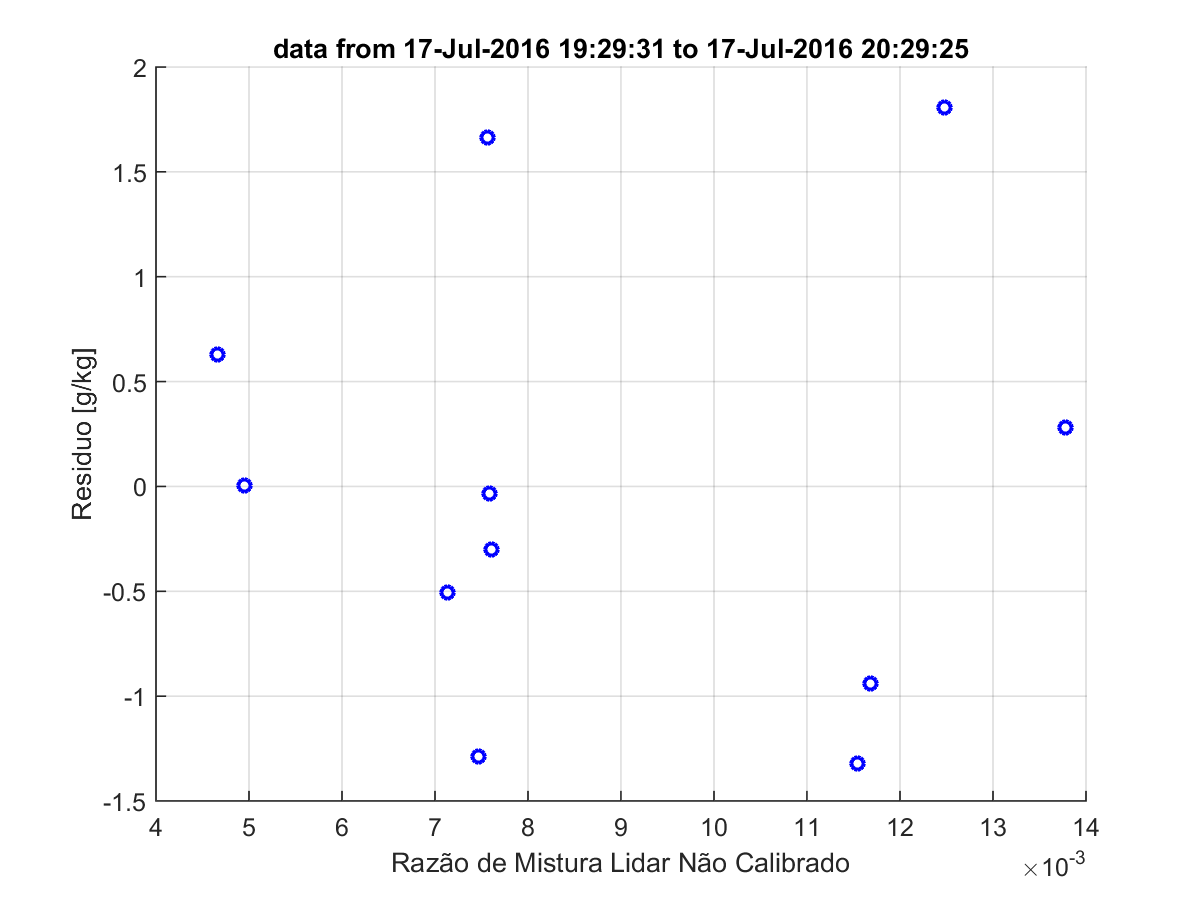 data from 17-Jul-2016 19:29:31 to 17-Jul-2016 20:29:25
2
1.5
1
0.5
0
-0.5
-1
-1.5
Residuo [g/kg]
4 5 6 7 8 9 10 11 12 13 14
Razão de Mistura Lidar Não Calibrado
×10-3